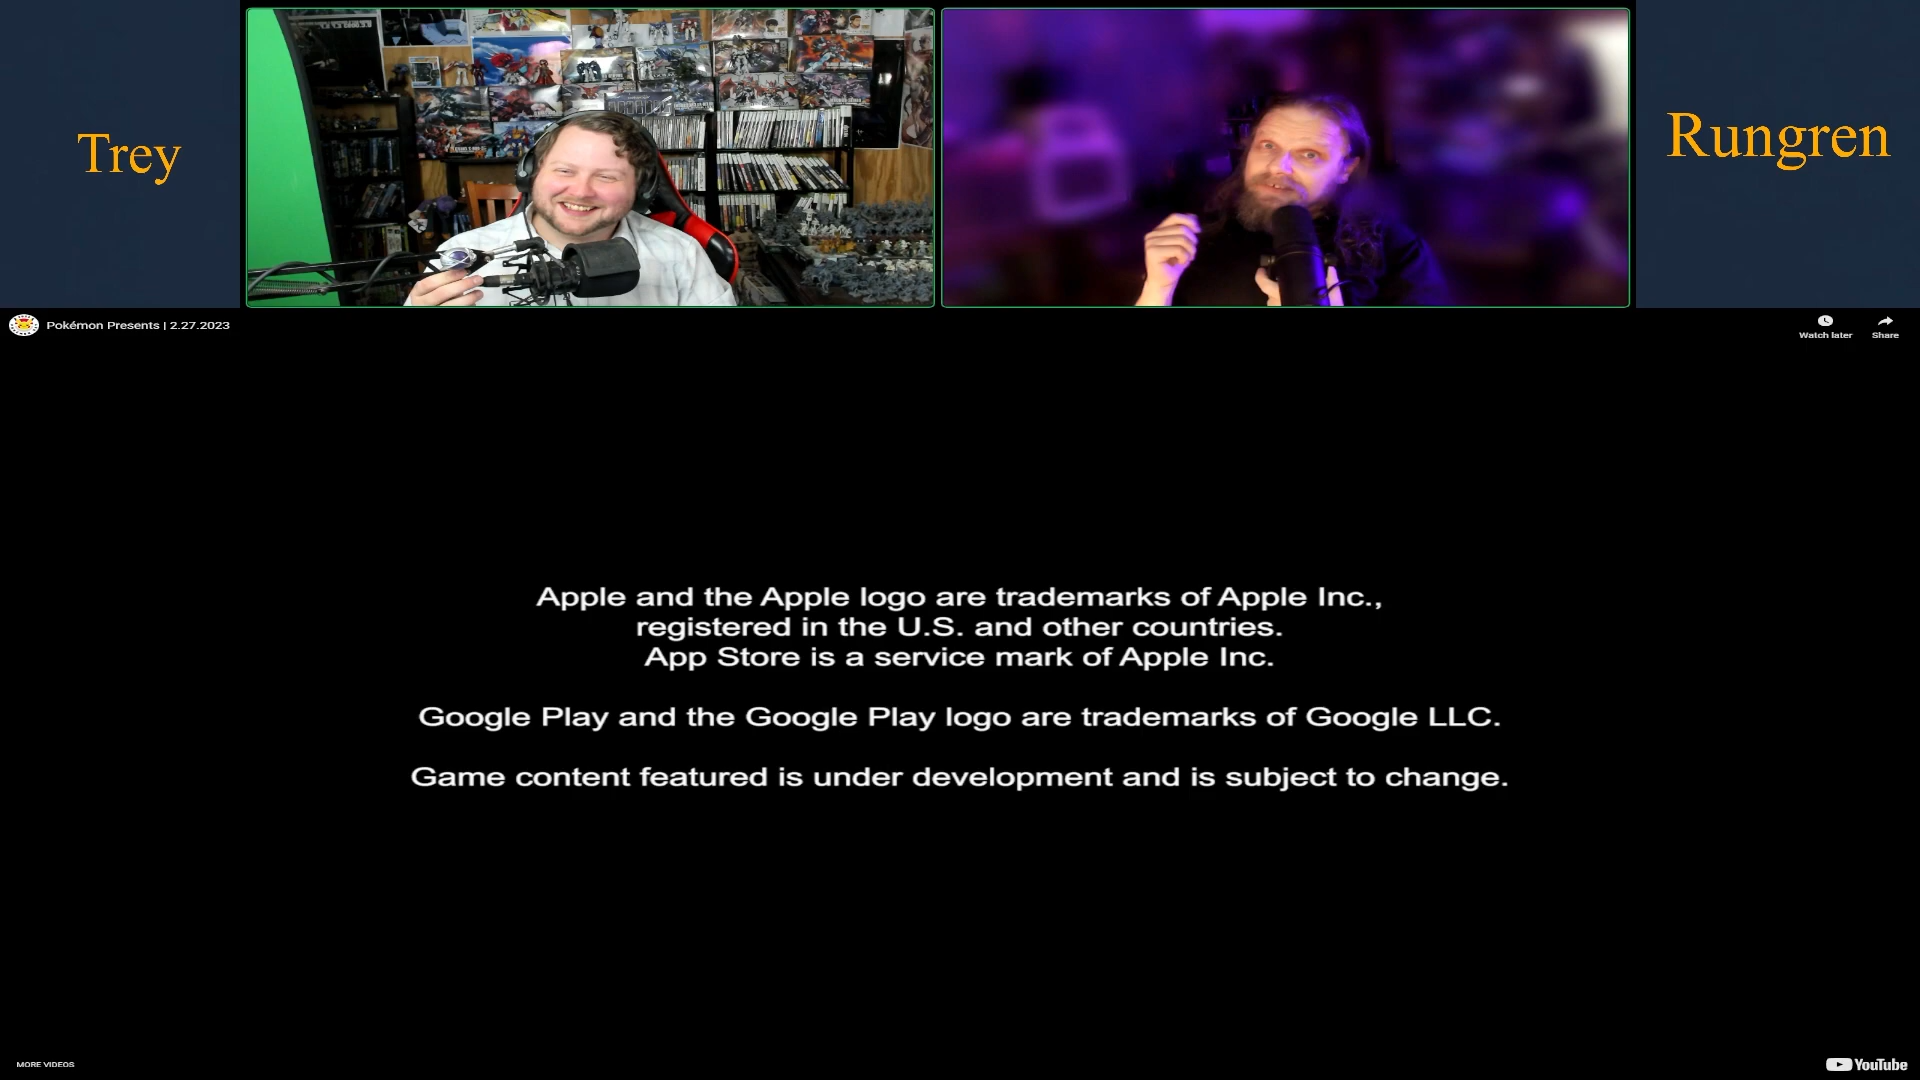 Trey
Rungren
Pokémon Presents | 2.27.2023
Watch later
Share
Apple and the Apple logo are trademarks of Apple Inc.,
registered in the U.S. and other countries.
App Store is a service mark of Apple Inc.
Google Play and the Google Play logo are trademarks of Google LLC.
Game content featured is under development and is subject to change.
MORE VIDEOS
YouTube